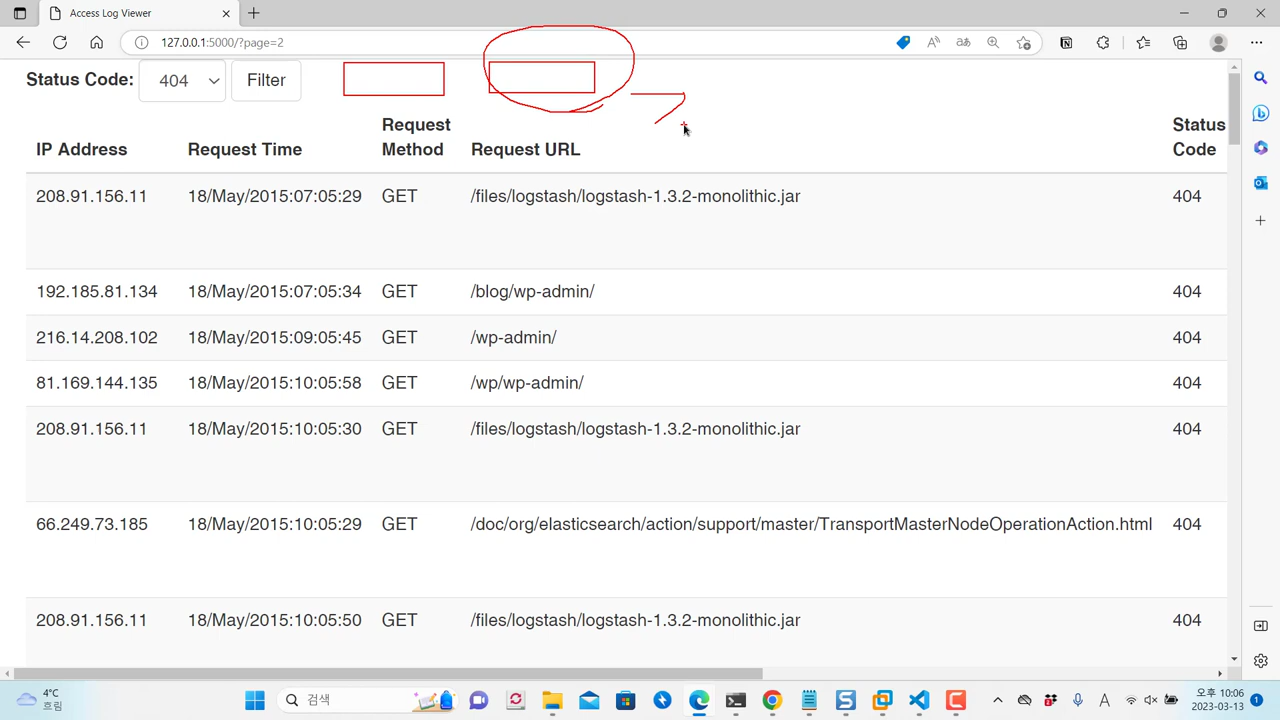 Access Log Viewer
127.0.0.1:5000/?page=2
Status Code: 404 Filter
IP Address Request Time Request Method Request URL Status Code
208.91.156.11 18/May/2015:07:05:29 GET /files/logstash/logstash-1.3.2-monolithic.jar 404
192.185.81.134 18/May/2015:07:05:34 GET /blog/wp-admin/ 404
216.14.208.102 18/May/2015:09:05:45 GET /wp-admin/ 404
81.169.144.135 18/May/2015:10:05:58 GET /wp/wp-admin/ 404
208.91.156.11 18/May/2015:10:05:30 GET /files/logstash/logstash-1.3.2-monolithic.jar 404
66.249.73.185 18/May/2015:10:05:29 GET /doc/org/elasticsearch/action/support/master/TransportMasterNodeOperationAction.html 404
208.91.156.11 18/May/2015:10:05:50 GET /files/logstash/logstash-1.3.2-monolithic.jar 404
4°C
흐림
검색
A
오후 10:06
2023-03-13